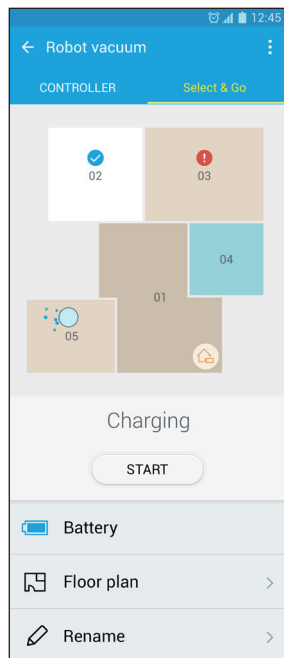 12:45
Robot vacuum
CONTROLLER Select & Go
02 03
04
01
05
Charging
START
Battery
Floor plan
Rename